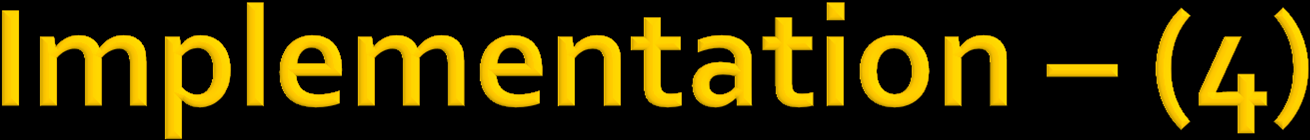 Implementation – (4)